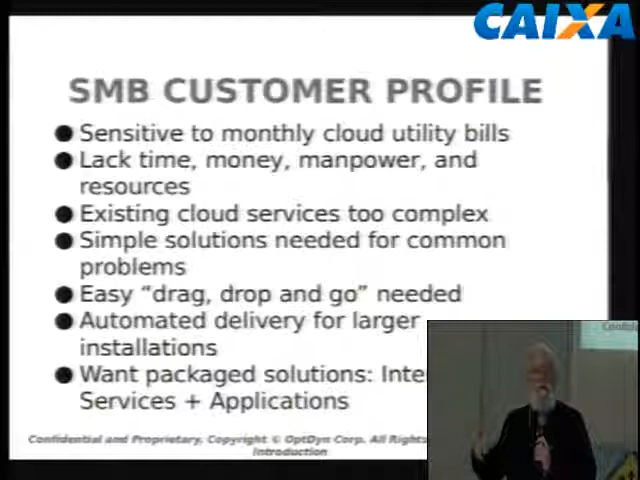 CAIXA
SMB CUSTOMER PROFILE
● Sensitive to monthly cloud utility bills
● Lack time, money, manpower, and
resources
● Existing cloud services too complex
● Simple solutions needed for common
problems
● Easy “drag, drop and go” needed
● Automated delivery for larger
installations
● Want packaged solutions:
Services + Applications
Confidential and Proprietary, Copyright © OptDyn Corp. All Rights
Introduction